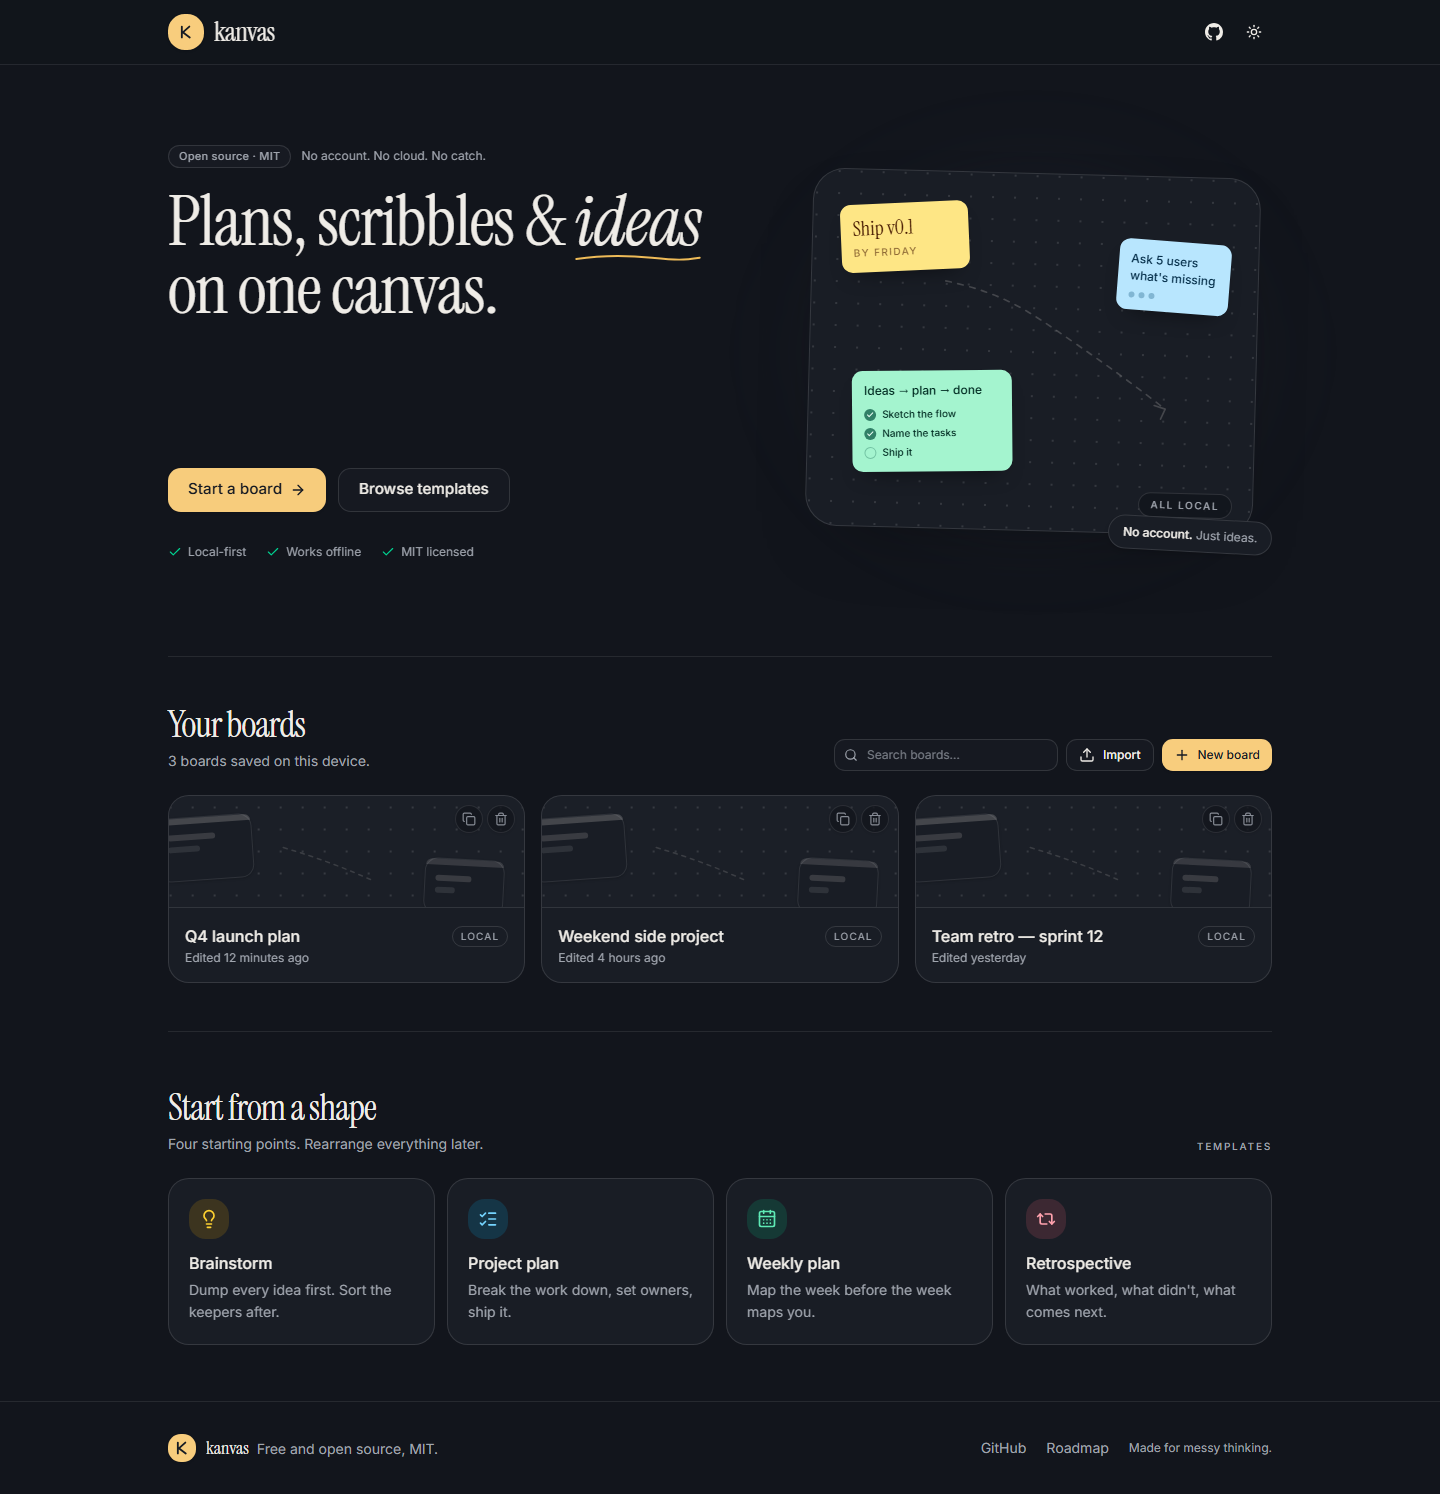 kanvas
Open source · MIT
No account. No cloud. No catch.
Plans, scribbles & ideas
on one canvas.
Start a board
Browse templates
Local-first
Works offline
MIT licensed
Ship v0.1
BY FRIDAY
Ask 5 users
what's missing
Ideas → plan → done
Sketch the flow
Name the tasks
Ship it
ALL LOCAL
No account. Just ideas.
Your boards
3 boards saved on this device.
Search boards...
Import
New board
Q4 launch plan
LOCAL
Edited 12 minutes ago
Weekend side project
LOCAL
Edited 4 hours ago
Team retro — sprint 12
LOCAL
Edited yesterday
Start from a shape
Four starting points. Rearrange everything later.
TEMPLATES
Brainstorm
Dump every idea first. Sort the
keepers after.
Project plan
Break the work down, set owners,
ship it.
Weekly plan
Map the week before the week
maps you.
Retrospective
What worked, what didn't, what
comes next.
kanvas Free and open source, MIT.
GitHub
Roadmap
Made for messy thinking.